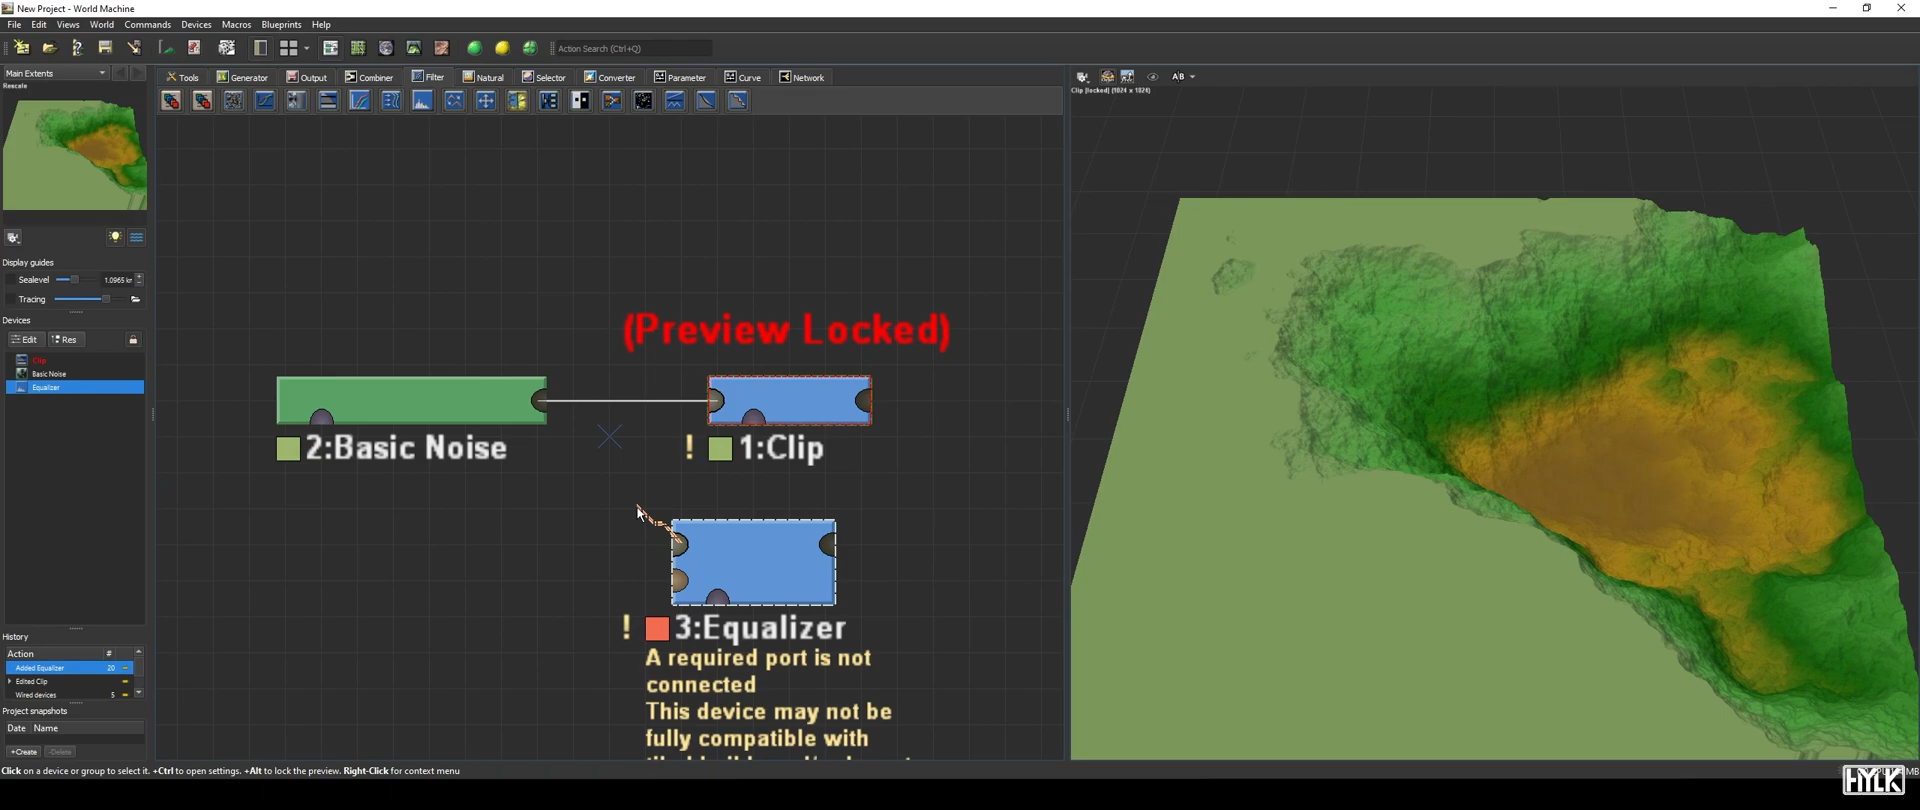 New Project - World Machine
File Edit Views World Commands Devices Macros Blueprints Help
Action Search (Ctrl+Q)
Main Extents
Tools Generator Output Combiner Filter Natural Selector Converter Parameter Curve Network
AB
Rescale
Clip [locked] (1024 x 1024)
Display guides
Sealevel 1.0965 kr
Tracing
Devices
Edit Res
Clip
Basic Noise
Equalizer
(Preview Locked)
2:Basic Noise
! 1:Clip
! 3:Equalizer
A required port is not
connected
This device may not be
fully compatible with
History
Action #
Added Equalizer 20
Edited Clip
Wired devices 5
Project snapshots
Date Name
+Create -Delete
Click on a device or group to select it. +Ctrl to open settings. +Alt to lock the preview. Right-Click for context menu
MB
HYLK